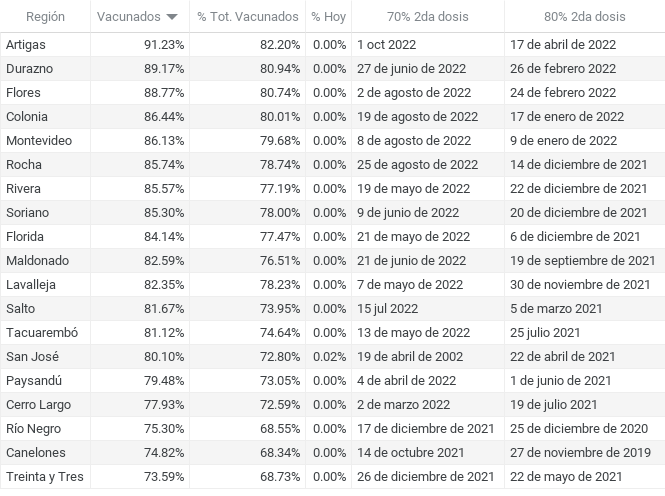 Región Vacunados % Tot. Vacunados % Hoy 70% 2da dosis 80% 2da dosis
Artigas 91.23% 82.20% 0.00% 1 oct 2022 17 de abril de 2022
Durazno 89.17% 80.94% 0.00% 27 de junio de 2022 26 de febrero 2022
Flores 88.77% 80.74% 0.00% 2 de agosto de 2022 24 de febrero 2022
Colonia 86.44% 80.01% 0.00% 19 de agosto de 2022 17 de enero de 2022
Montevideo 86.13% 79.68% 0.00% 8 de agosto de 2022 9 de enero de 2022
Rocha 85.74% 78.74% 0.00% 25 de agosto de 2022 14 de diciembre de 2021
Rivera 85.57% 77.19% 0.00% 19 de mayo de 2022 22 de diciembre de 2021
Soriano 85.30% 78.00% 0.00% 9 de junio de 2022 20 de diciembre de 2021
Florida 84.14% 77.47% 0.00% 21 de mayo de 2022 6 de diciembre de 2021
Maldonado 82.59% 76.51% 0.00% 21 de junio de 2022 19 de septiembre de 2021
Lavalleja 82.35% 78.23% 0.00% 7 de mayo de 2022 30 de noviembre de 2021
Salto 81.67% 73.95% 0.00% 15 jul 2022 5 de marzo 2021
Tacuarembó 81.12% 74.64% 0.00% 13 de mayo de 2022 25 julio 2021
San José 80.10% 72.80% 0.02% 19 de abril de 2002 22 de abril de 2021
Paysandú 79.48% 73.05% 0.00% 4 de abril de 2022 1 de junio de 2021
Cerro Largo 77.93% 72.59% 0.00% 2 de marzo 2022 19 de julio 2021
Río Negro 75.30% 68.55% 0.00% 17 de diciembre de 2021 25 de diciembre de 2020
Canelones 74.82% 68.34% 0.00% 14 de octubre 2021 27 de noviembre de 2019
Treinta y Tres 73.59% 68.73% 0.00% 26 de diciembre de 2021 22 de mayo de 2021